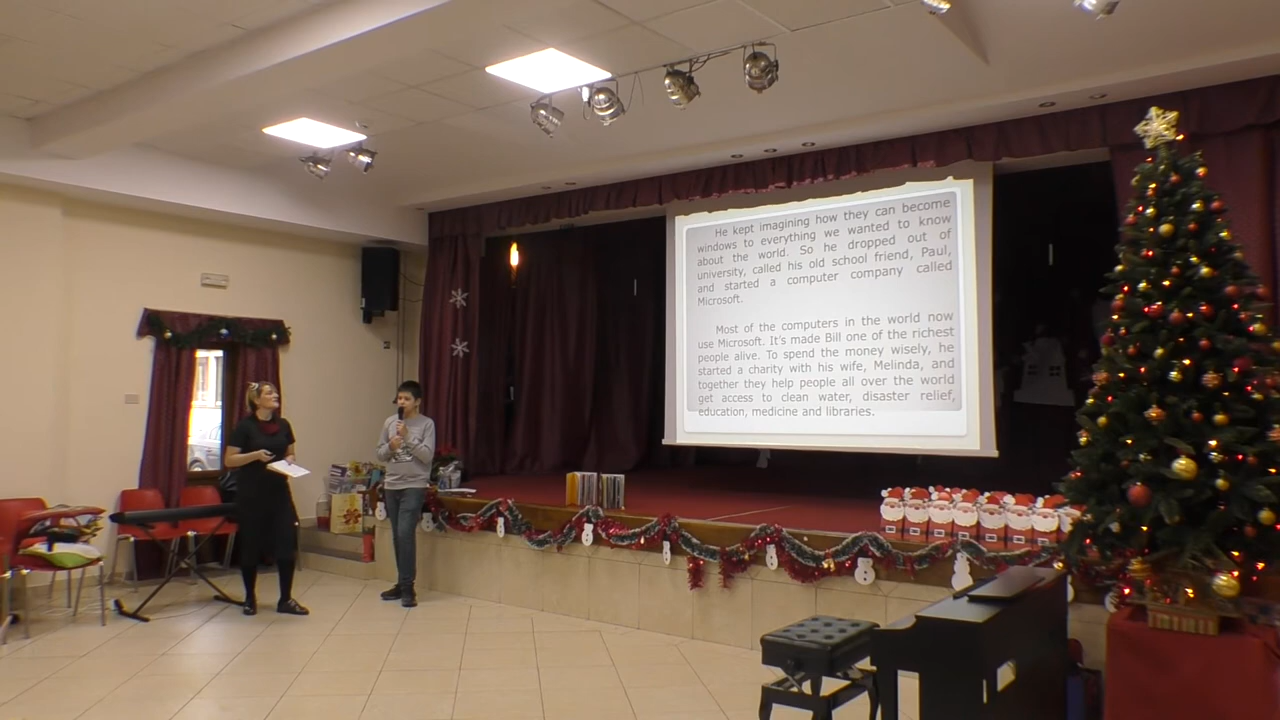 He kept imagining how they can become
windows to everything we wanted to know
about the world. So he dropped out of
university, called his old school friend, Paul,
and started a computer company called
Microsoft.
Most of the computers in the world now
use Microsoft. It's made Bill one of the richest
people alive. To spend the money wisely, he
started a charity with his wife, Melinda, and
together they help people all over the world
get access to clean water, disaster relief,
education, medicine and libraries.